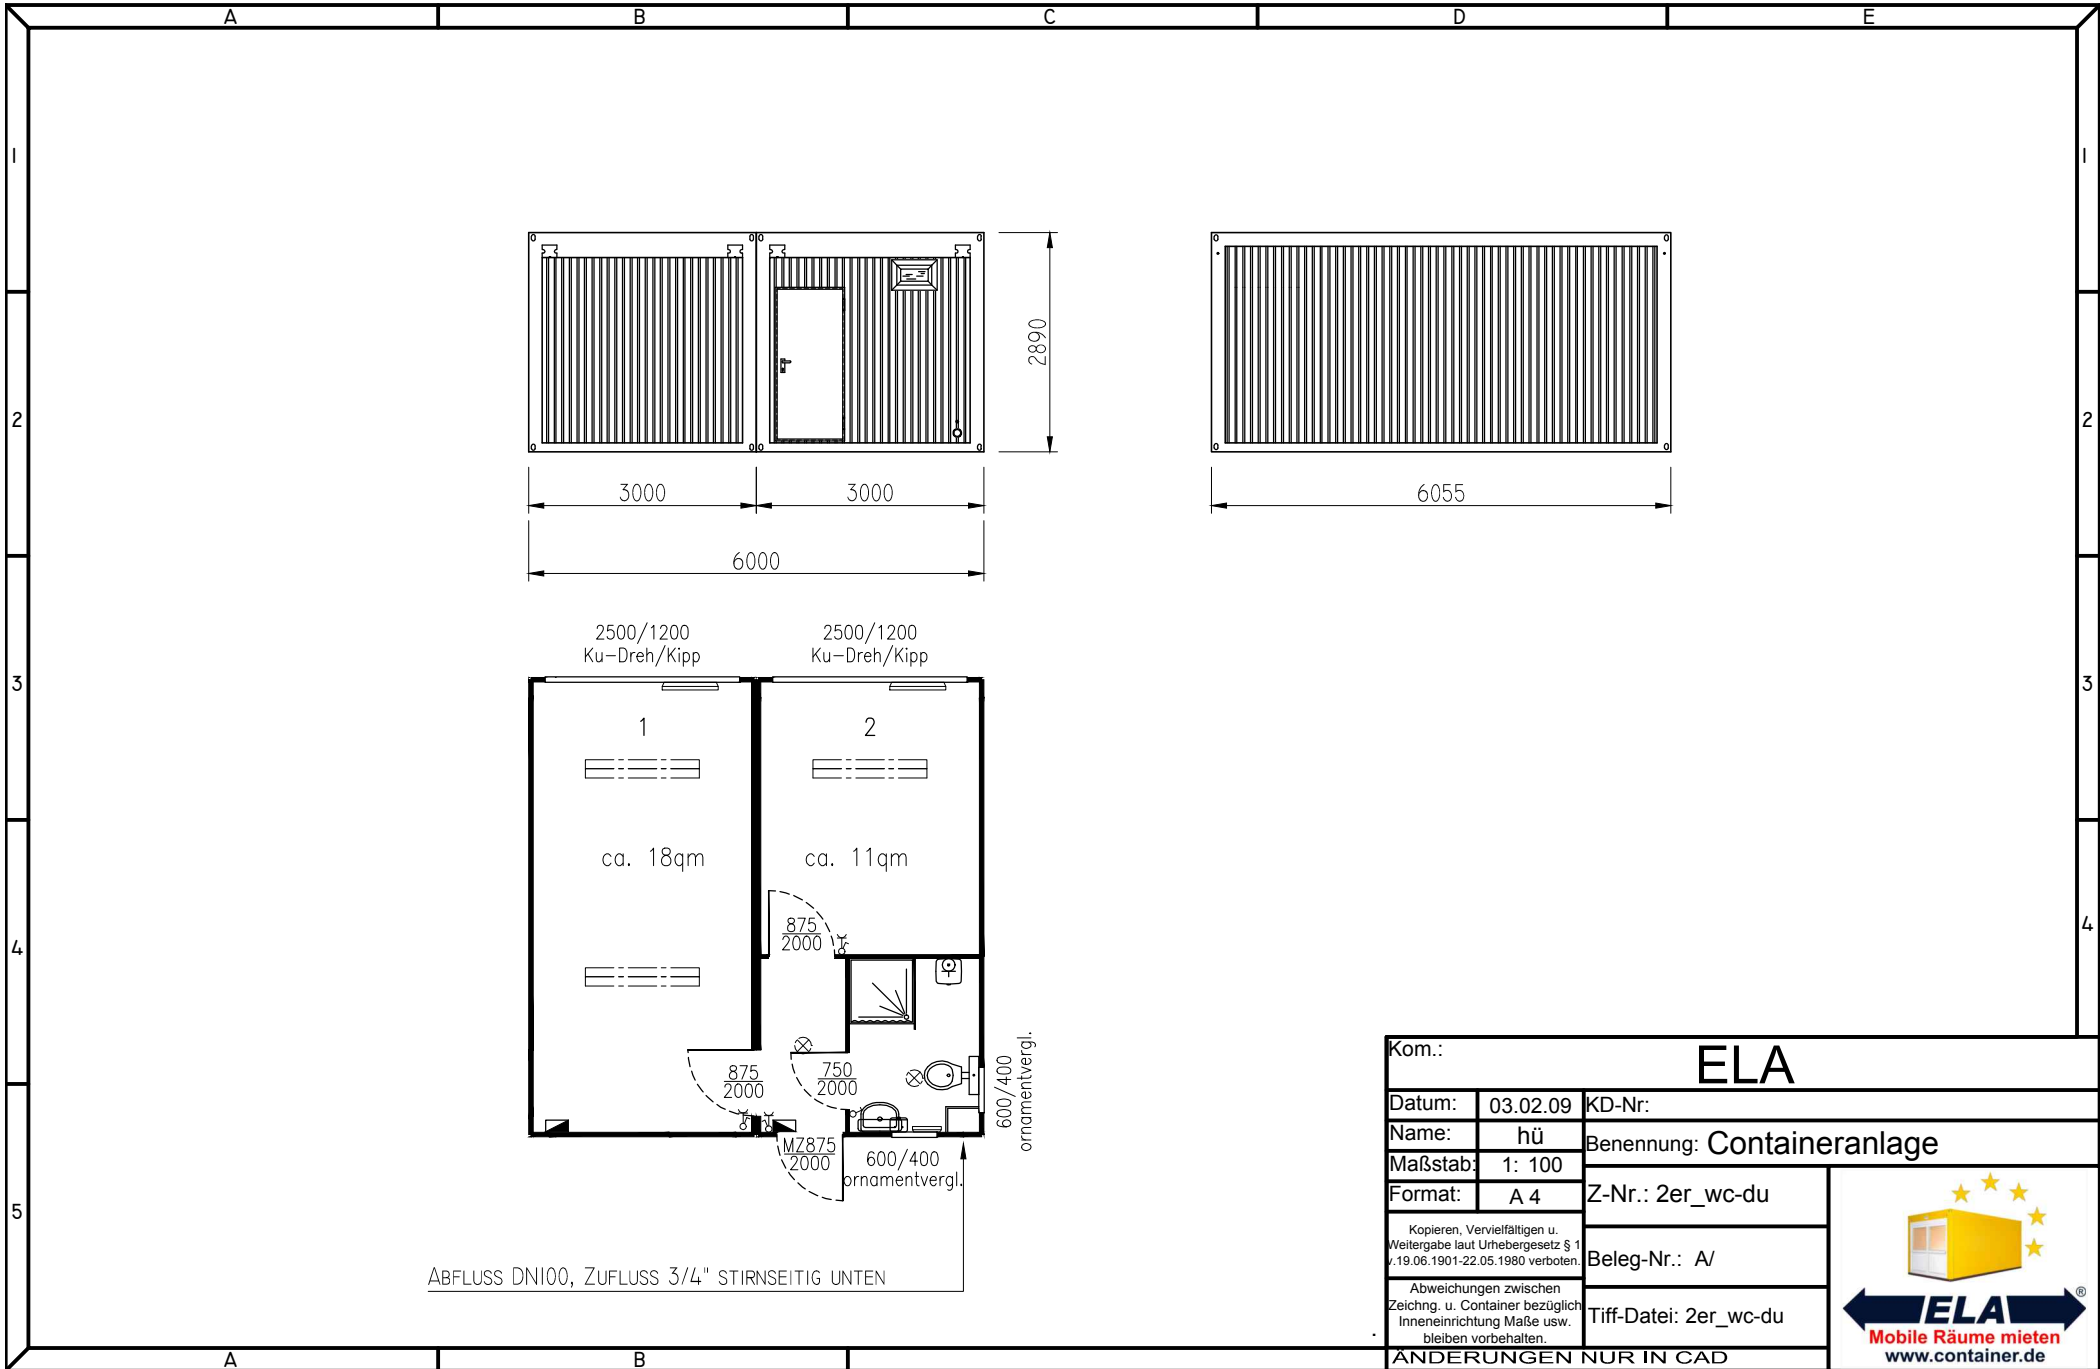 A B C D E
1 1
2890
2 2
3000 3000
6055
6000
2500/1200 2500/1200
Ku-Dreh/Kipp Ku-Dreh/Kipp
3 3
1 2
ca. 18qm ca. 11qm
875
2000
4 4
875
2000
750
2000
600/400
ornamentvergl.
MZ875
2000
600/400
ornamentvergl.
5
ABFLUSS DN100, ZUFLUSS 3/4" STIRNSEITIG UNTEN
Kom.: ELA
Datum: 03.02.09 KD-Nr:
Name: hü
Benennung: Containeranlage
Maßstab: 1: 100
Format: A 4
Z-Nr.: 2er_wc-du
Kopieren, Vervielfältigen u.
Weitergabe laut Urhebergesetz § 1
v.19.06.1901-22.05.1980 verboten.
Beleg-Nr.: A/
Abweichungen zwischen
Zeichng. u. Container bezüglich
Inneneinrichtung Maße usw.
bleiben vorbehalten.
Tiff-Datei: 2er_wc-du
ÄNDERUNGEN NUR IN CAD
ELA ®
Mobile Räume mieten
www.container.de
A B